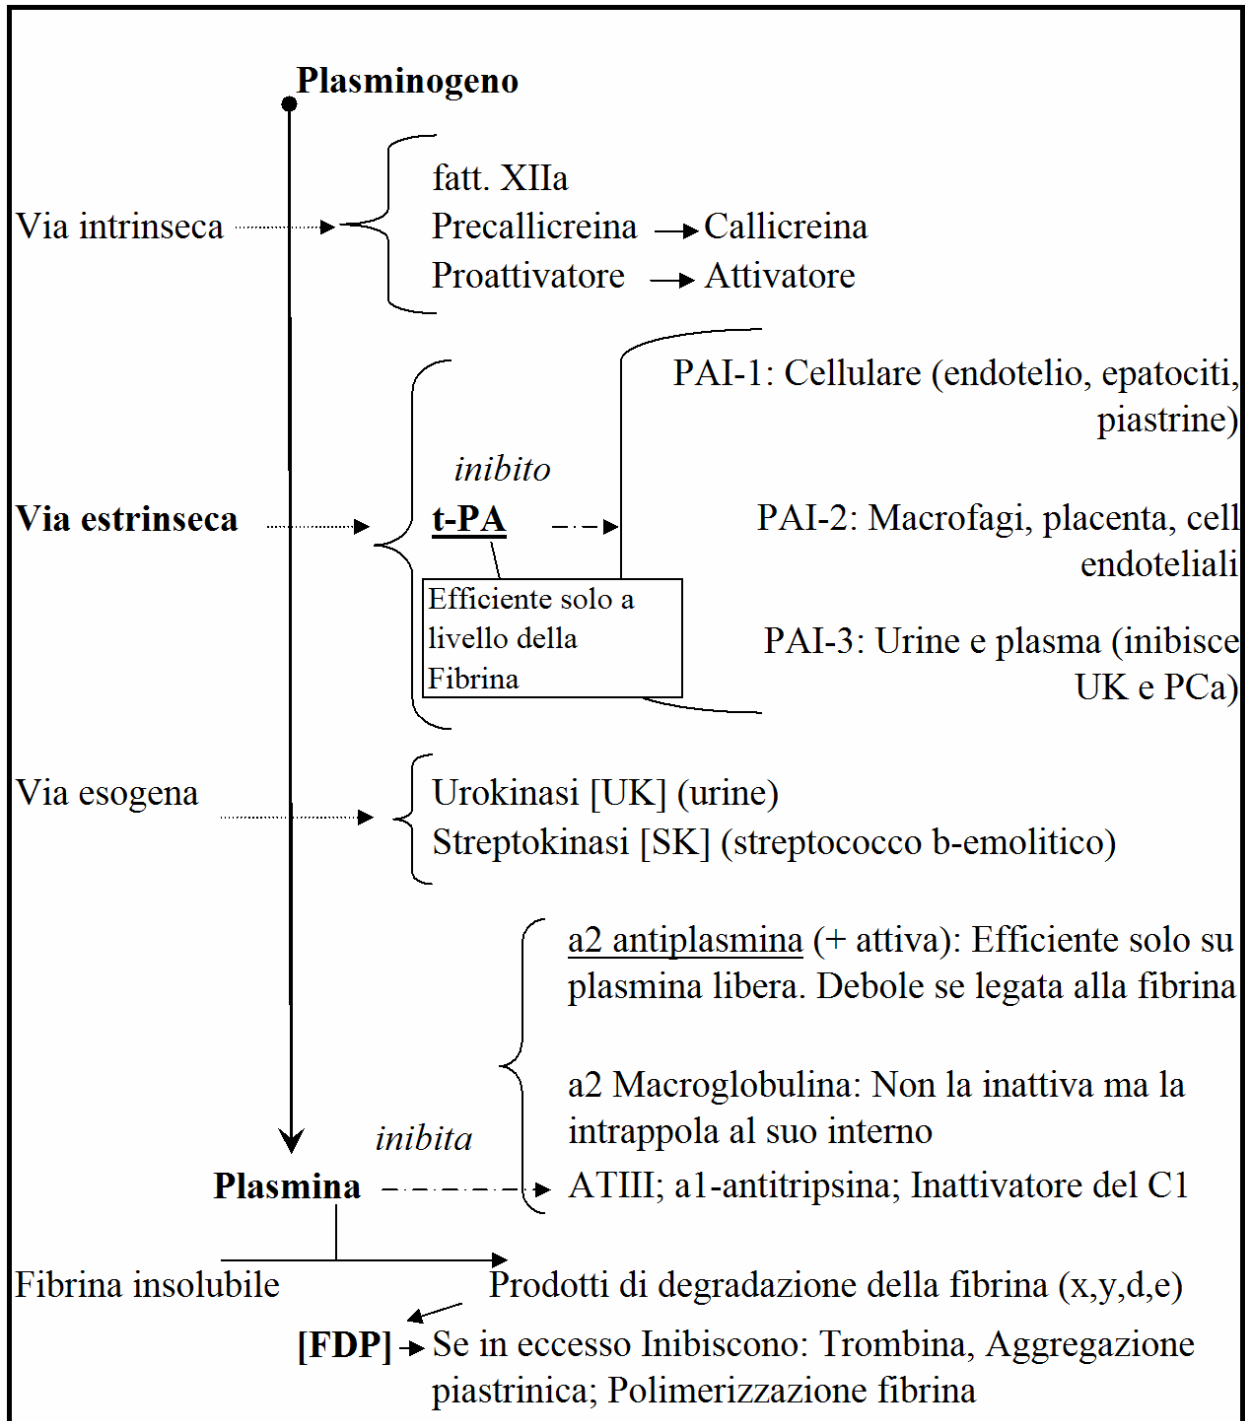 Plasminogeno
fatt. XIIa
Via intrinseca
Precallicreina → Callicreina
Proattivatore → Attivatore
PAI-1: Cellulare (endotelio, epatociti,
piastrine)
inibito
Via estrinseca
t-PA
PAI-2: Macrofagi, placenta, cell
endoteliali
Efficiente solo a
livello della
Fibrina
PAI-3: Urine e plasma (inibisce
UK e PCa)
Via esogena
Urokinasi [UK] (urine)
Streptokinasi [SK] (streptococco b-emolitico)
a2 antiplasmina (+ attiva): Efficiente solo su
plasmina libera. Debole se legata alla fibrina
a2 Macroglobulina: Non la inattiva ma la
intrappola al suo interno
inibita
Plasmina
ATIII; a1-antitripsina; Inattivatore del C1
Fibrina insolubile
Prodotti di degradazione della fibrina (x,y,d,e)
[FDP] → Se in eccesso Inibiscono: Trombina, Aggregazione
piastrinica; Polimerizzazione fibrina